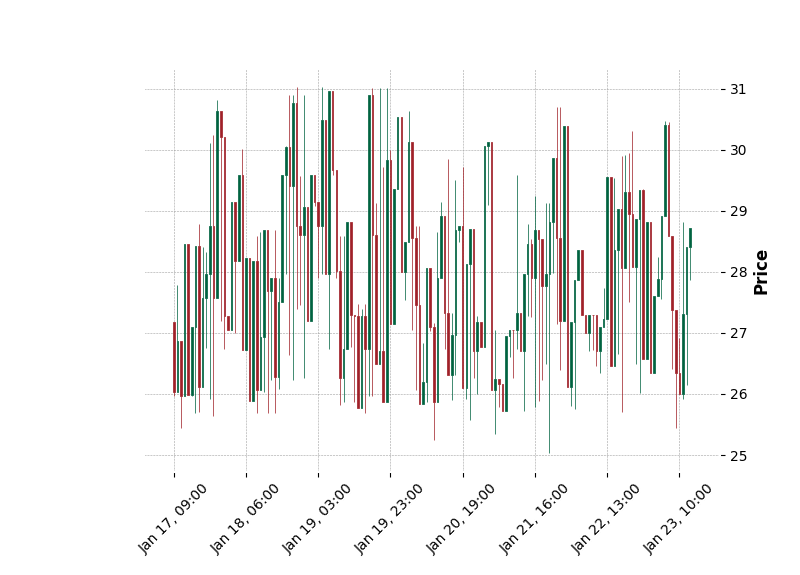 31
30
29
28
27
26
25
Price
Jan 17, 09:00
Jan 18, 06:00
Jan 19, 03:00
Jan 19, 23:00
Jan 20, 19:00
Jan 21, 16:00
Jan 22, 13:00
Jan 23, 10:00